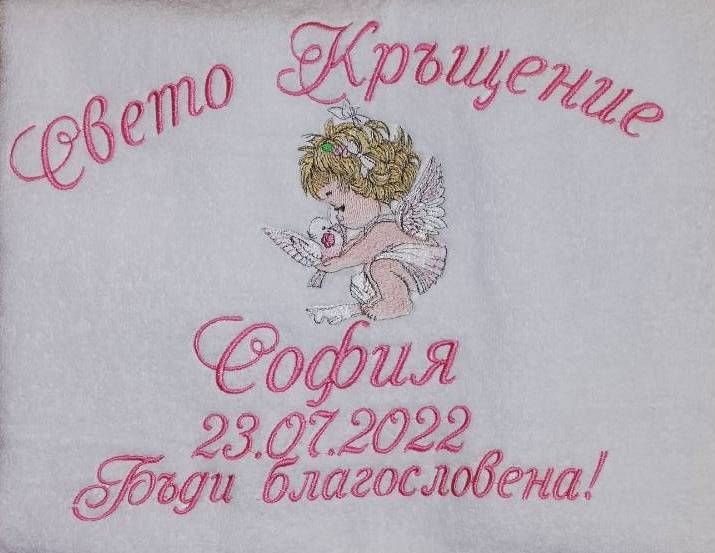 Свето Кръщение
София
23.07.2022
Бъди благословена!